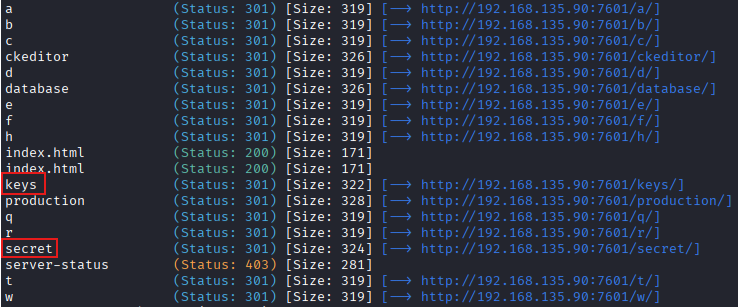 a (Status: 301) [Size: 319] [--> http://192.168.135.90:7601/a/]
b (Status: 301) [Size: 319] [--> http://192.168.135.90:7601/b/]
c (Status: 301) [Size: 319] [--> http://192.168.135.90:7601/c/]
ckeditor (Status: 301) [Size: 326] [--> http://192.168.135.90:7601/ckeditor/]
d (Status: 301) [Size: 319] [--> http://192.168.135.90:7601/d/]
database (Status: 301) [Size: 326] [--> http://192.168.135.90:7601/database/]
e (Status: 301) [Size: 319] [--> http://192.168.135.90:7601/e/]
f (Status: 301) [Size: 319] [--> http://192.168.135.90:7601/f/]
h (Status: 301) [Size: 319] [--> http://192.168.135.90:7601/h/]
index.html (Status: 200) [Size: 171]
index.html (Status: 200) [Size: 171]
keys (Status: 301) [Size: 322] [--> http://192.168.135.90:7601/keys/]
production (Status: 301) [Size: 328] [--> http://192.168.135.90:7601/production/]
q (Status: 301) [Size: 319] [--> http://192.168.135.90:7601/q/]
r (Status: 301) [Size: 319] [--> http://192.168.135.90:7601/r/]
secret (Status: 301) [Size: 324] [--> http://192.168.135.90:7601/secret/]
server-status (Status: 403) [Size: 281]
t (Status: 301) [Size: 319] [--> http://192.168.135.90:7601/t/]
w (Status: 301) [Size: 319] [--> http://192.168.135.90:7601/w/]